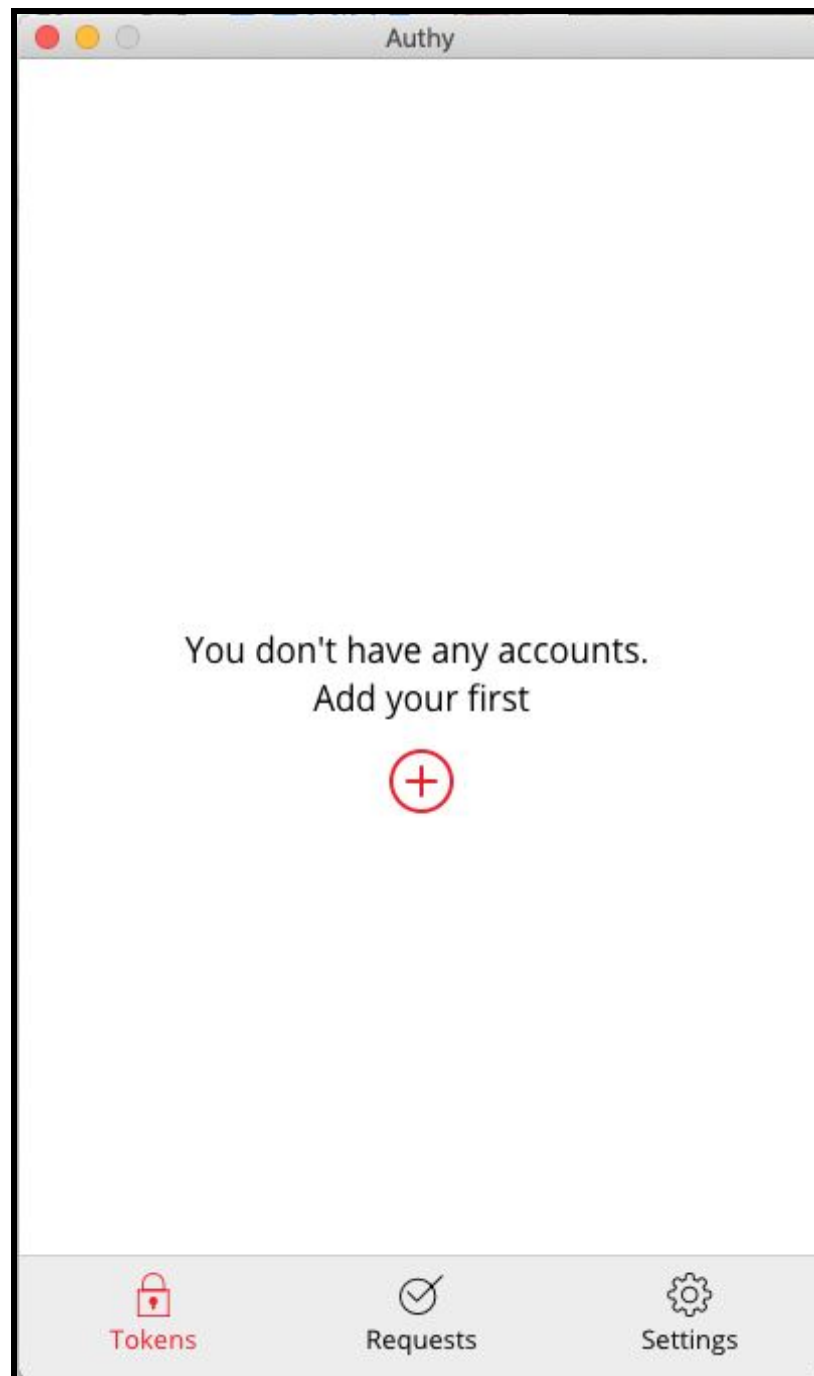 Authy
You don't have any accounts.
Add your first
Tokens
Requests
Settings